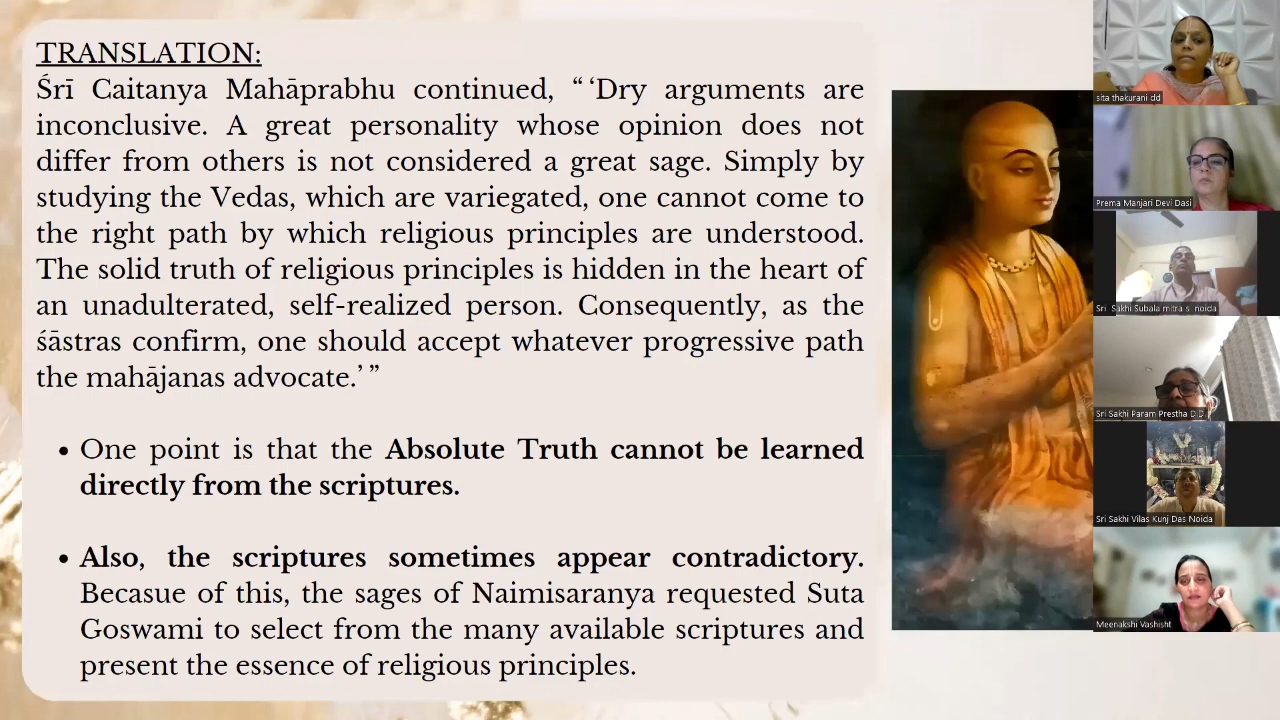 TRANSLATION:
Śrī Caitanya Mahāprabhu continued, “ ‘Dry arguments are
inconclusive. A great personality whose opinion does not
differ from others is not considered a great sage. Simply by
studying the Vedas, which are variegated, one cannot come to
the right path by which religious principles are understood.
The solid truth of religious principles is hidden in the heart of
an unadulterated, self-realized person. Consequently, as the
śāstras confirm, one should accept whatever progressive path
the mahājanas advocate.’ ”
• One point is that the Absolute Truth cannot be learned
directly from the scriptures.
• Also, the scriptures sometimes appear contradictory.
Becasue of this, the sages of Naimisaranya requested Suta
Goswami to select from the many available scriptures and
present the essence of religious principles.
sita thakurani dd
Prema Manjari Devi Dasi
Sri Sakhi Subala mitra s noida
Sri Sakhi Param Prestha D.D.
Sri Sakhi Vilas Kunj Das Noida
Meenakshi Vashisht